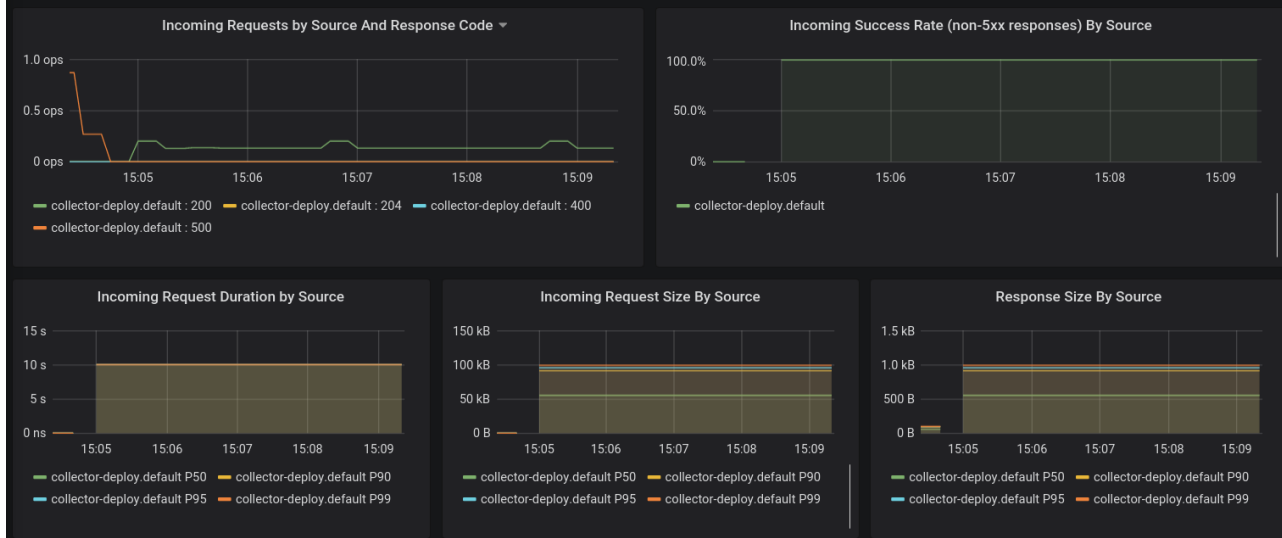 Incoming Requests by Source And Response Code
1.0 ops
0.5 ops
0 ops
15:05 15:06 15:07 15:08 15:09
collector-deploy.default : 200 collector-deploy.default : 204 collector-deploy.default : 400
collector-deploy.default : 500
Incoming Success Rate (non-5xx responses) By Source
100.0%
50.0%
0%
15:05 15:06 15:07 15:08 15:09
collector-deploy.default
Incoming Request Duration by Source
15 s
10 s
5 s
0 ns
15:05 15:06 15:07 15:08 15:09
collector-deploy.default P50 collector-deploy.default P90
collector-deploy.default P95 collector-deploy.default P99
Incoming Request Size By Source
150 kB
100 kB
50 kB
0 B
15:05 15:06 15:07 15:08 15:09
collector-deploy.default P50 collector-deploy.default P90
collector-deploy.default P95 collector-deploy.default P99
Response Size By Source
1.5 kB
1.0 kB
500 B
0 B
15:05 15:06 15:07 15:08 15:09
collector-deploy.default P50 collector-deploy.default P90
collector-deploy.default P95 collector-deploy.default P99